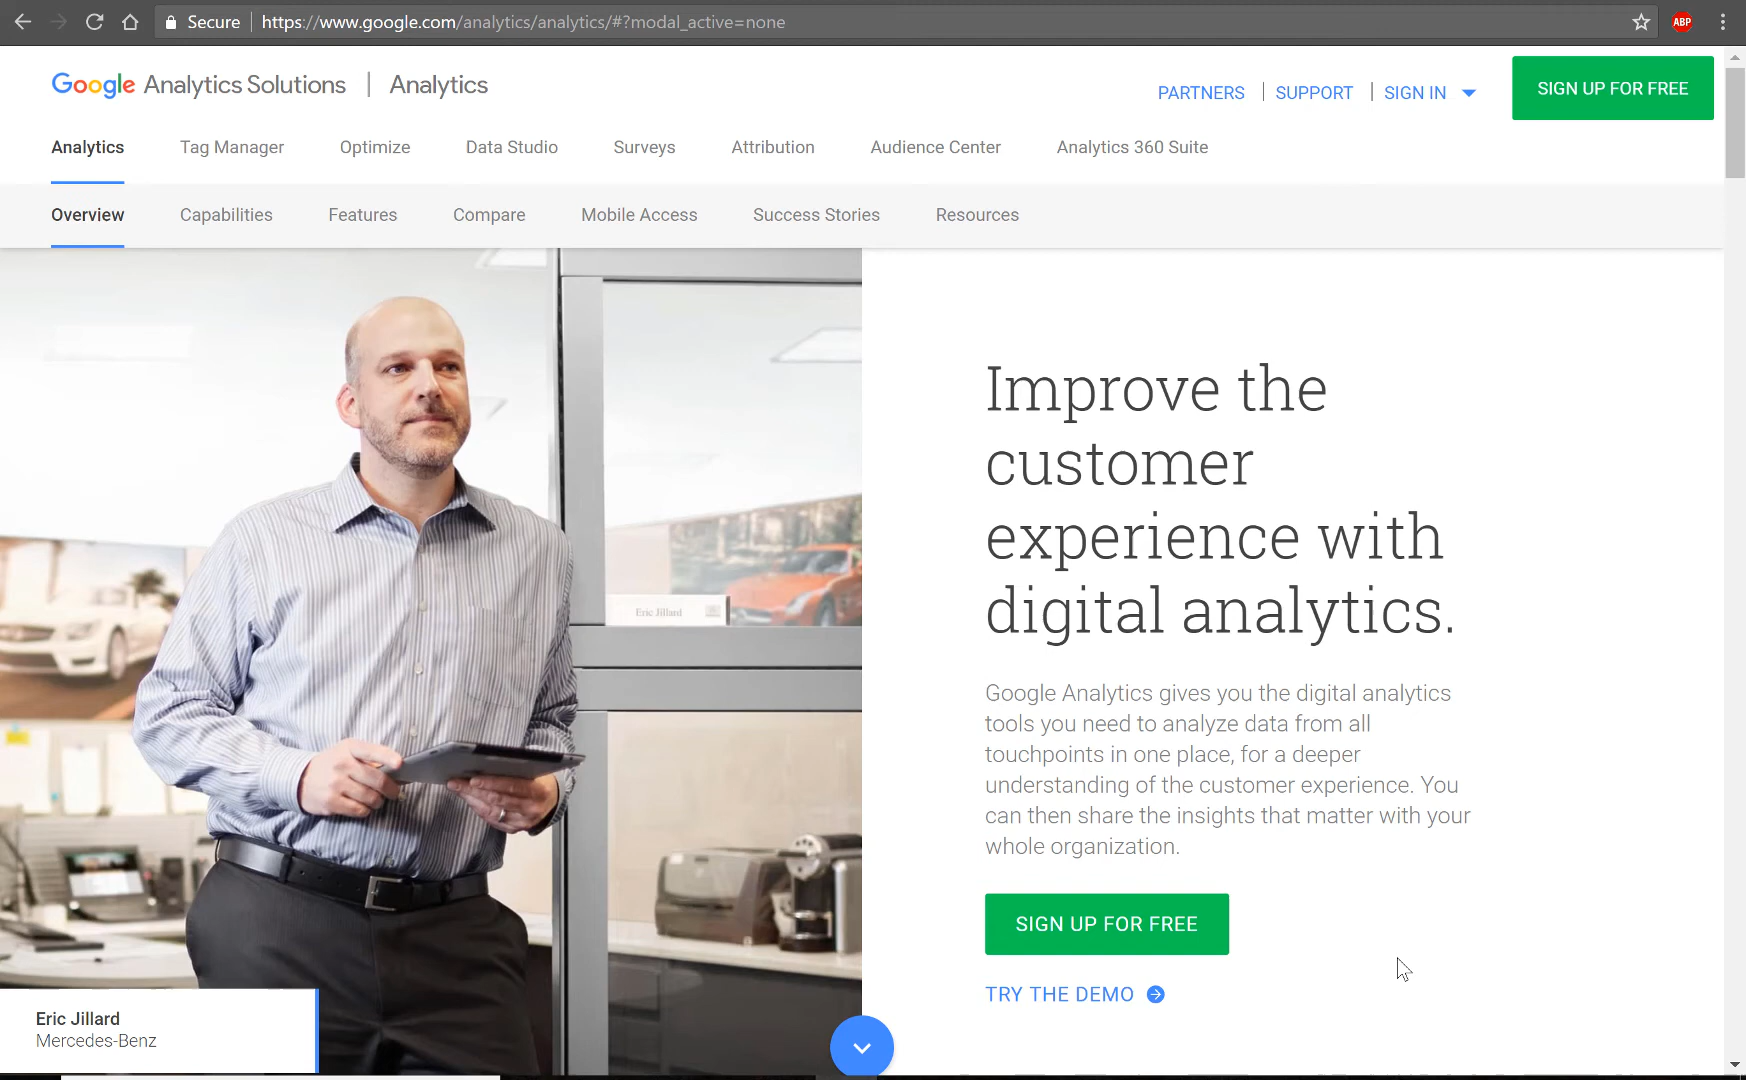 Secure https://www.google.com/analytics/analytics/#?modal_active=none ABP
Google Analytics Solutions | Analytics
PARTNERS | SUPPORT | SIGN IN
SIGN UP FOR FREE
Analytics Tag Manager Optimize Data Studio Surveys Attribution Audience Center Analytics 360 Suite
Overview Capabilities Features Compare Mobile Access Success Stories Resources
Improve the
customer
experience with
digital analytics.
Google Analytics gives you the digital analytics
tools you need to analyze data from all
touchpoints in one place, for a deeper
understanding of the customer experience. You
can then share the insights that matter with your
whole organization.
SIGN UP FOR FREE
TRY THE DEMO
Eric Jillard
Eric Jillard
Mercedes-Benz